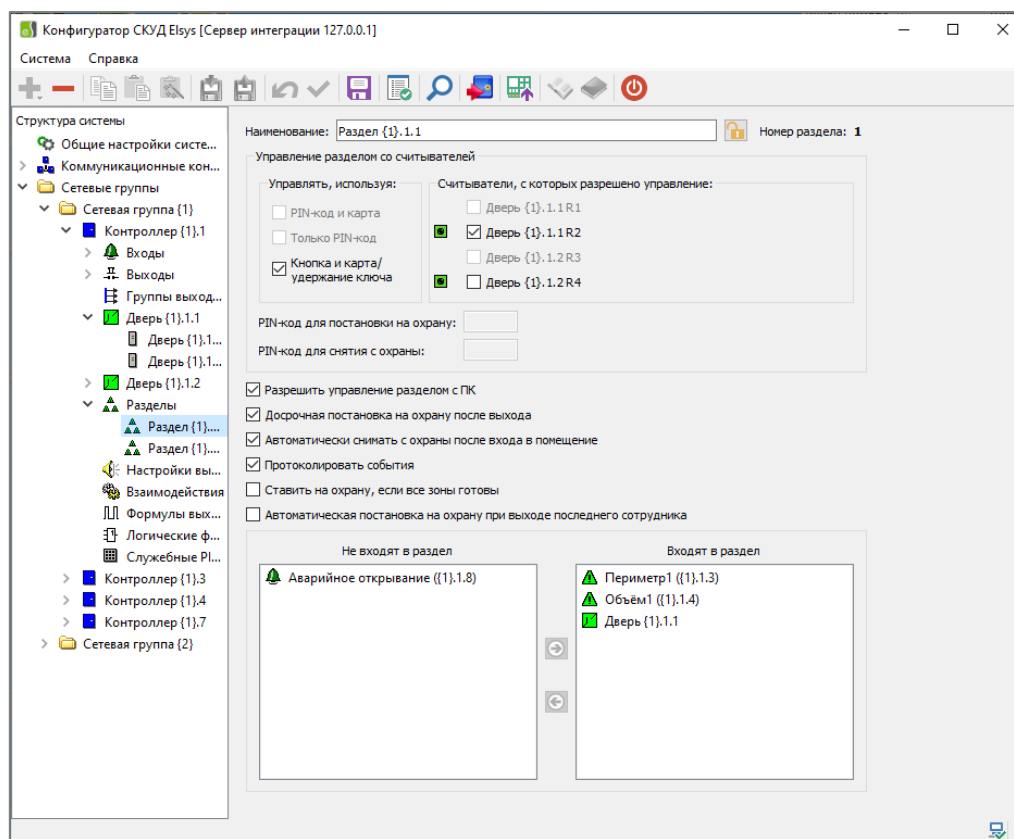 Конфигуратор СКУД Elsys [Сервер интеграции 127.0.0.1]
Система Справка
Структура системы
Общие настройки систе...
Коммуникационные кон...
Сетевые группы
Сетевая группа {1}
Контроллер {1}.1
Входы
Выходы
Группы выход...
Дверь {1}.1.1
Дверь {1}.1...
Дверь {1}.1...
Дверь {1}.1.2
Разделы
Раздел {1}....
Раздел {1}....
Настройки вы...
Взаимодействия
Формулы вых...
Логические ф...
Служебные PI...
Контроллер {1}.3
Контроллер {1}.4
Контроллер {1}.7
Сетевая группа {2}
Наименование: Раздел {1}.1.1 Номер раздела: 1
Управление разделом со считывателей
Управлять, используя:
PIN-код и карта
Только PIN-код
Кнопка и карта/
удержание ключа
Считыватели, с которых разрешено управление:
Дверь {1}.1.1 R1
Дверь {1}.1.1 R2
Дверь {1}.1.2 R3
Дверь {1}.1.2 R4
PIN-код для постановки на охрану:
PIN-код для снятия с охраны:
Разрешить управление разделом с ПК
Досрочная постановка на охрану после выхода
Автоматически снимать с охраны после входа в помещение
Протоколировать события
Ставить на охрану, если все зоны готовы
Автоматическая постановка на охрану при выходе последнего сотрудника
Не входят в раздел
Аварийное открывание ({1}.1.8)
Входят в раздел
Периметр1 ({1}.1.3)
Объём1 ({1}.1.4)
Дверь {1}.1.1